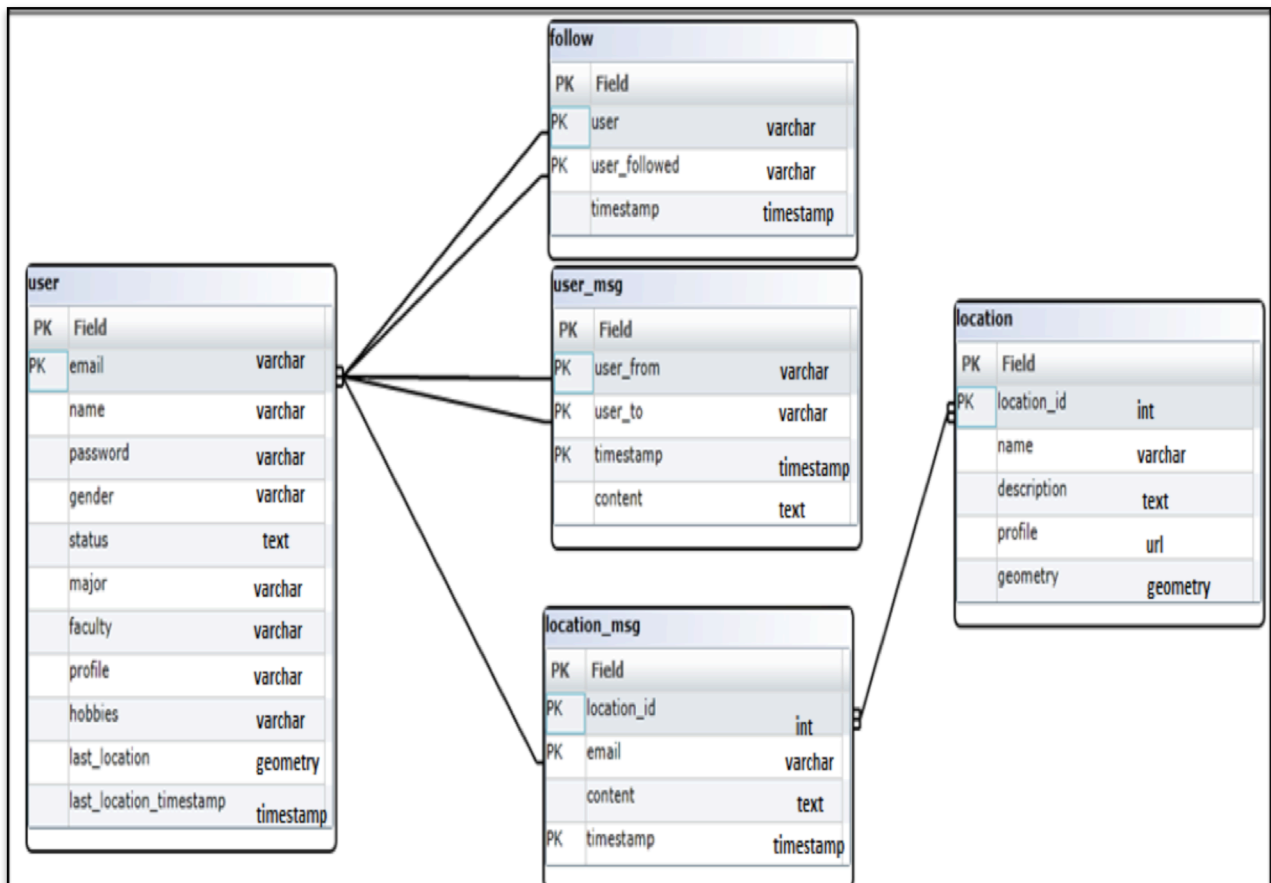 follow
PK Field
PK user varchar
PK user_followed varchar
timestamp timestamp
user
PK Field
PK email varchar
name varchar
password varchar
gender varchar
status text
major varchar
faculty varchar
profile varchar
hobbies varchar
last_location geometry
last_location_timestamp timestamp
user_msg
PK Field
PK user_from varchar
PK user_to varchar
PK timestamp timestamp
content text
location
PK Field
PK location_id int
name varchar
description text
profile url
geometry geometry
location_msg
PK Field
PK location_id int
PK email varchar
content text
PK timestamp timestamp